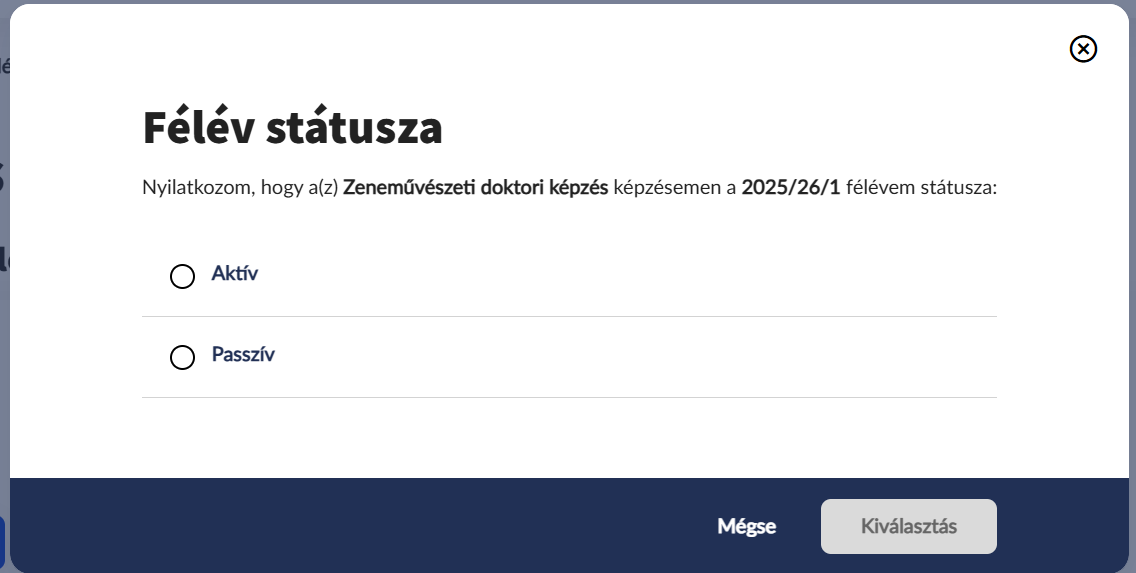 Félév státusza
Nyilatkozom, hogy a(z) Zeneművészeti doktori képzés képzésemen a 2025/26/1 félévem státusza:
Aktív
Passzív
Mégse
Kiválasztás